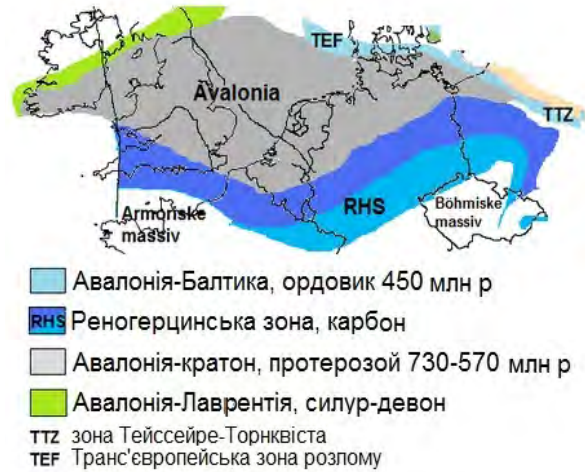 TEF
Avalonia
TTZ
RHS
Armoriske
massiv
Böhmiske
massiv
Авалонія-Балтика, ордовик 450 млн р
RHS Реногерцинська зона, карбон
Авалонія-кратон, протерозой 730-570 млн р
Авалонія-Лаврентія, силур-девон
TTZ зона Тейссейре-Торнквіста
TEF Транс'європейська зона розлому